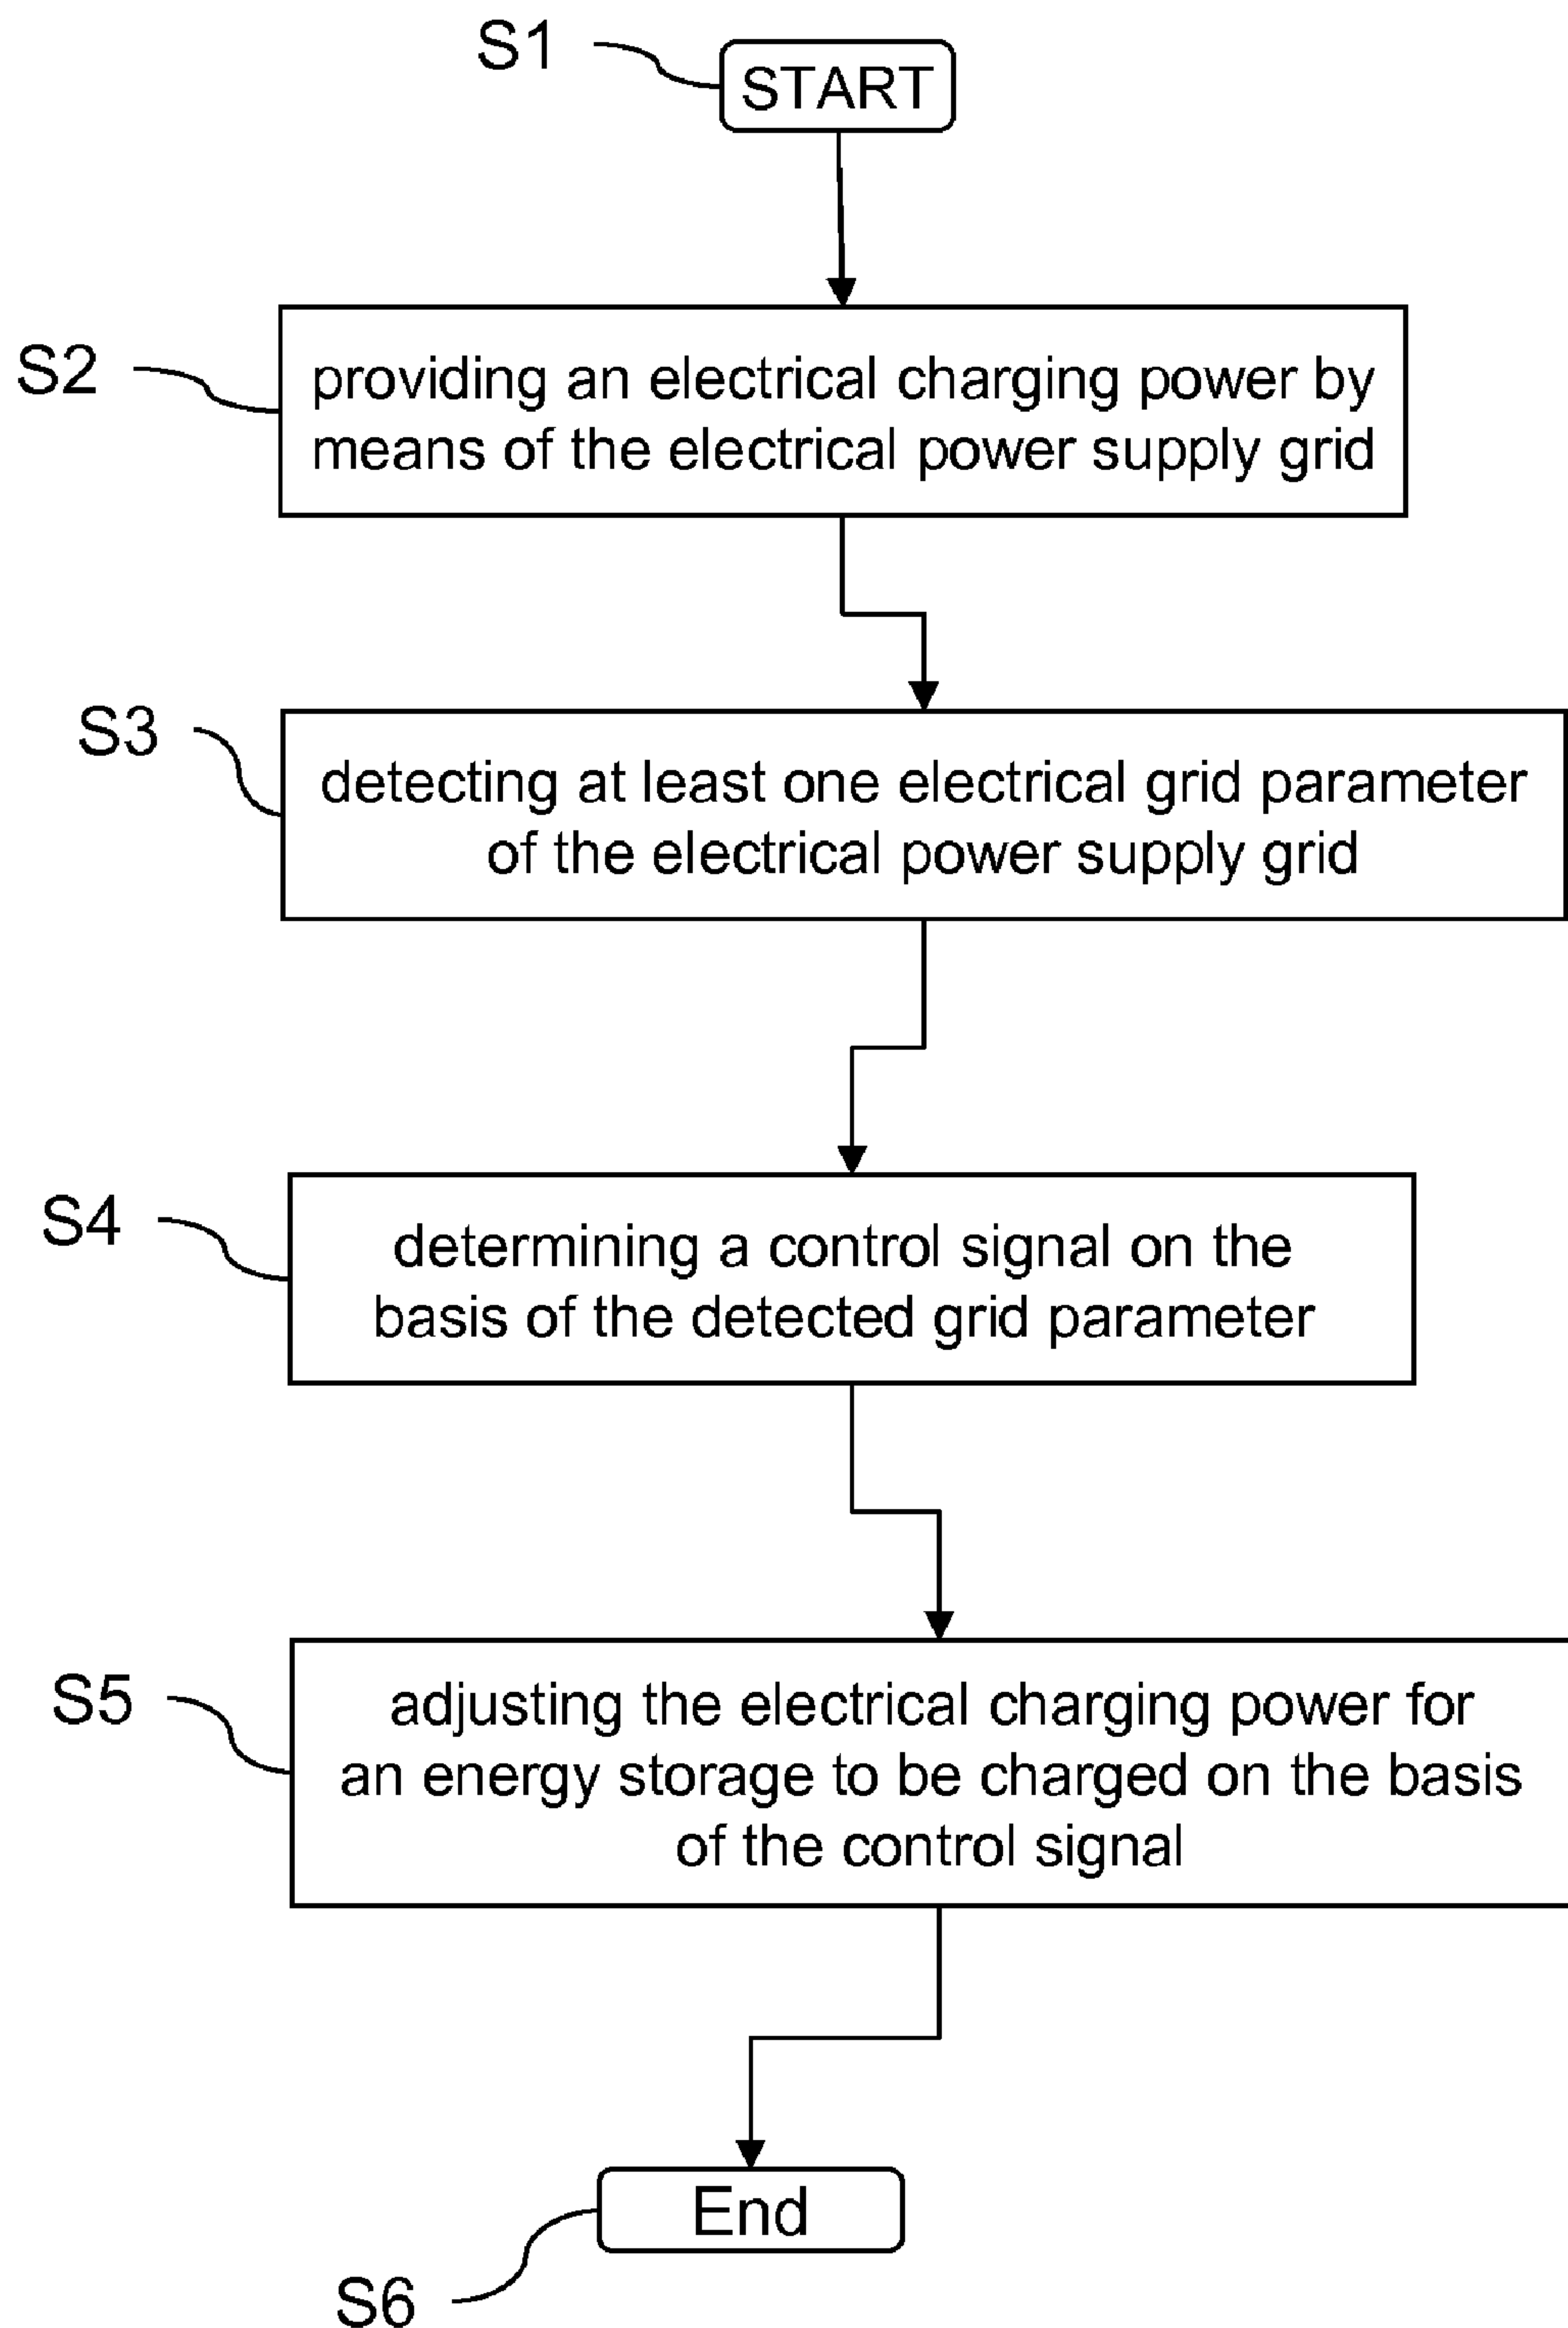 S1
START
S2
providing an electrical charging power by
means of the electrical power supply grid
S3
detecting at least one electrical grid parameter
of the electrical power supply grid
S4
determining a control signal on the
basis of the detected grid parameter
S5
adjusting the electrical charging power for
an energy storage to be charged on the basis
of the control signal
End
S6